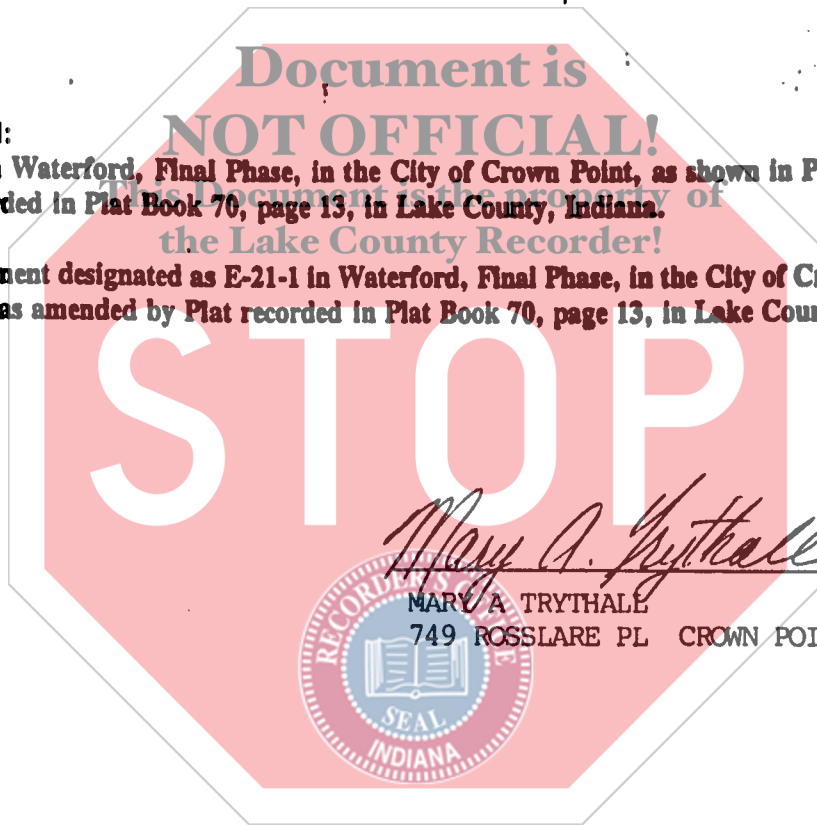 Document is
NOT OFFICIAL!
Waterford, Final Phase, in the City of Crown Point, as shown in P
ded in Plat Book 70, page 13, in Lake County, Indiana.
This Document is the property of
the Lake County Recorder!
ment designated as E-21-1 in Waterford, Final Phase, in the City of C
as amended by Plat recorded in Plat Book 70, page 13, in Lake Coun
STOP
Mary A. Trythall
MARY A TRYTHALL
749 ROSSLARE PL CROWN POI
RECORDER'S OFFICE
SEAL
INDIANA